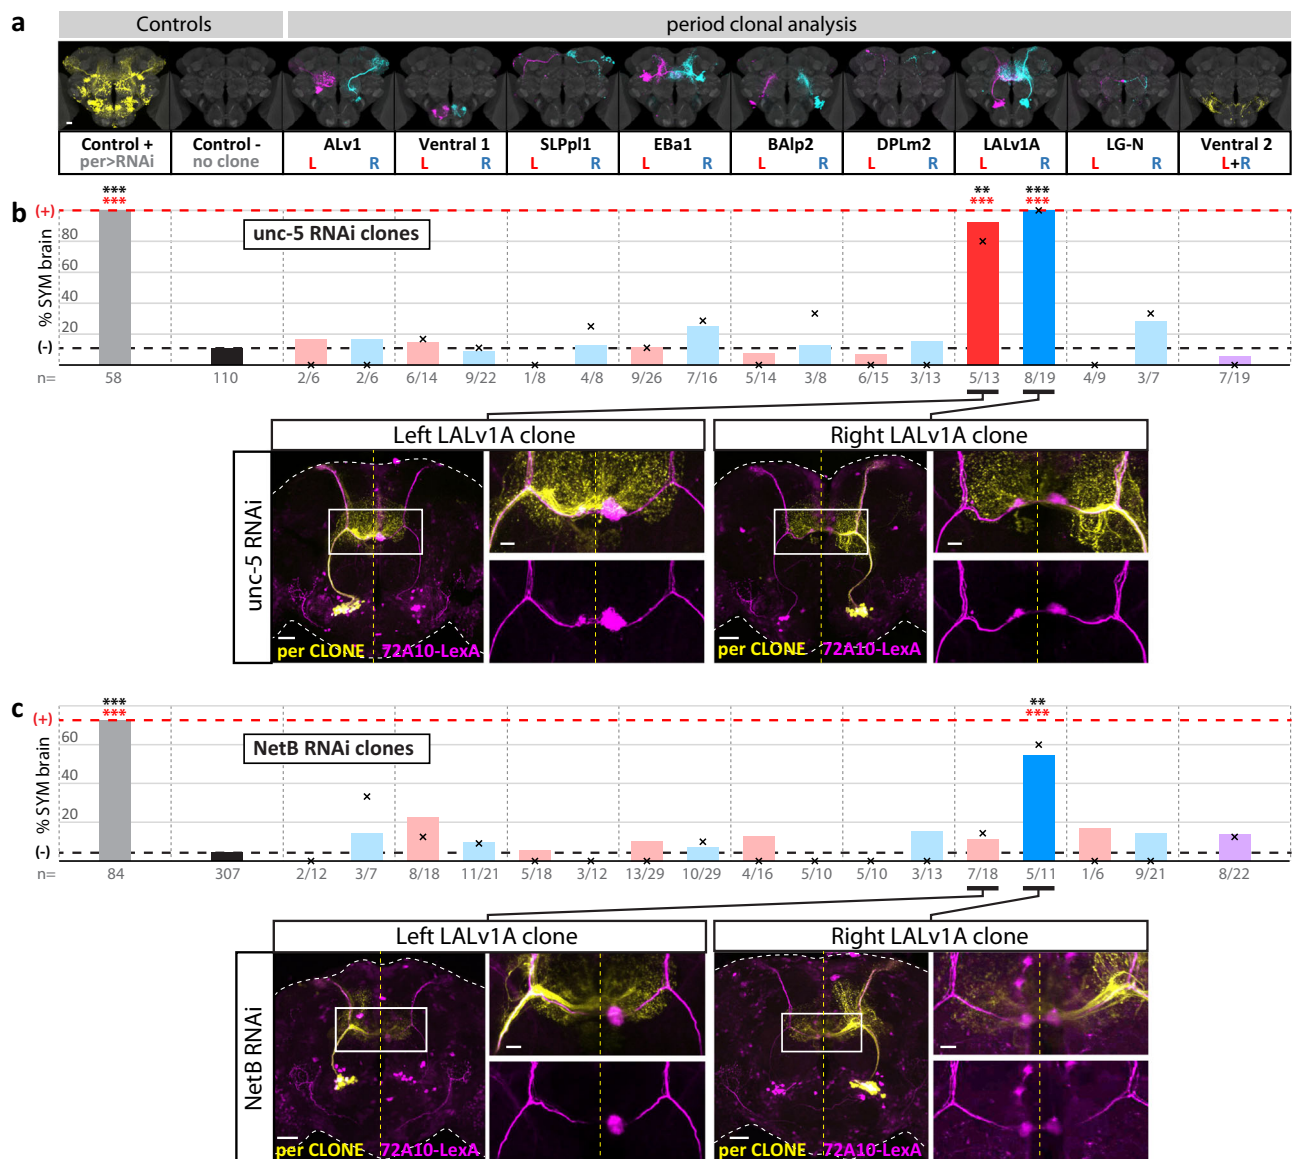 a
Controls
period clonal analysis
Control +
per>RNAi
Control -
no clone
ALv1
L R
Ventral 1
L R
SLPpl1
L R
EBa1
L R
BAlp2
L R
DPLm2
L R
LALv1A
L R
LG-N
L R
Ventral 2
L+R
b
*** ** ***
(+) *** *** ***
unc-5 RNAi clones
% SYM brain
80
60
40
20
(-)
n= 58 110 2/6 2/6 6/14 9/22 1/8 4/8 9/26 7/16 5/14 3/8 6/15 3/13 5/13 8/19 4/9 3/7 7/19
Left LALv1A clone
Right LALv1A clone
unc-5 RNAi
per CLONE 72A10-LexA
per CLONE 72A10-LexA
c
*** **
(+) *** ***
NetB RNAi clones
% SYM brain
60
40
20
(-)
n= 84 307 2/12 3/7 8/18 11/21 5/18 3/12 13/29 10/29 4/16 5/10 5/10 3/13 7/18 5/11 1/6 9/21 8/22
Left LALv1A clone
Right LALv1A clone
NetB RNAi
per CLONE 72A10-LexA
per CLONE 72A10-LexA